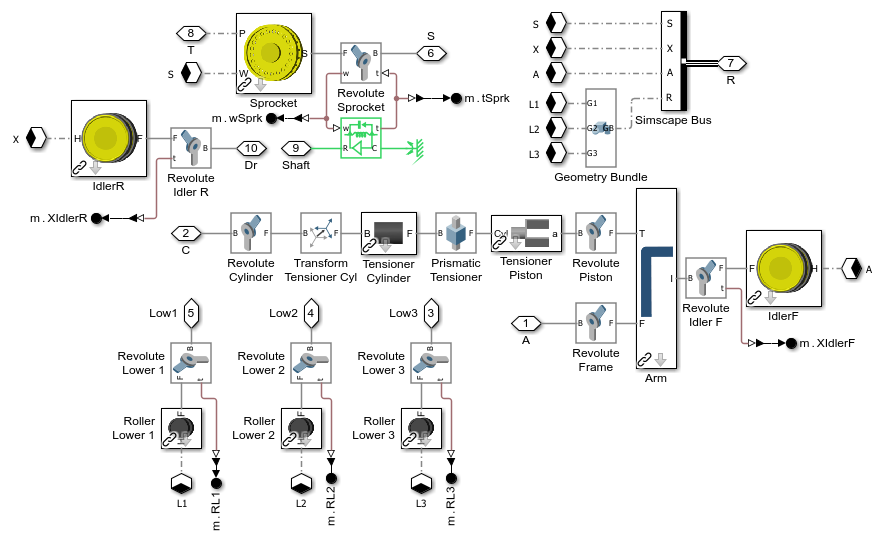 8
T
P
S
W
S
Sprocket
F
B
w
t
Revolute
Sprocket
S
6
m.wSprk
m.tSprk
w
t
R
C
9
Shaft
X
H
F
IdlerR
F
B
t
Revolute
Idler R
10
Dr
m.XIdlerR
S
X
A
L1
L2
L3
S
X
A
R
Simscape Bus
7
R
G1
G2
GB
G3
Geometry Bundle
2
C
B
F
Revolute
Cylinder
B
F
Transform
Tensioner Cyl
B
F
Tensioner
Cylinder
B
F
Prismatic
Tensioner
C
a
Tensioner
Piston
B
F
Revolute
Piston
T
I
F
Arm
1
A
B
F
Revolute
Frame
B
F
t
Revolute
Idler F
F
H
IdlerF
A
m.XIdlerF
Low1
5
Revolute
Lower 1
B
F
t
Roller
Lower 1
F
H
L1
m.RL1
Low2
4
Revolute
Lower 2
B
F
t
Roller
Lower 2
F
H
L2
m.RL2
Low3
3
Revolute
Lower 3
B
F
t
Roller
Lower 3
F
H
L3
m.RL3